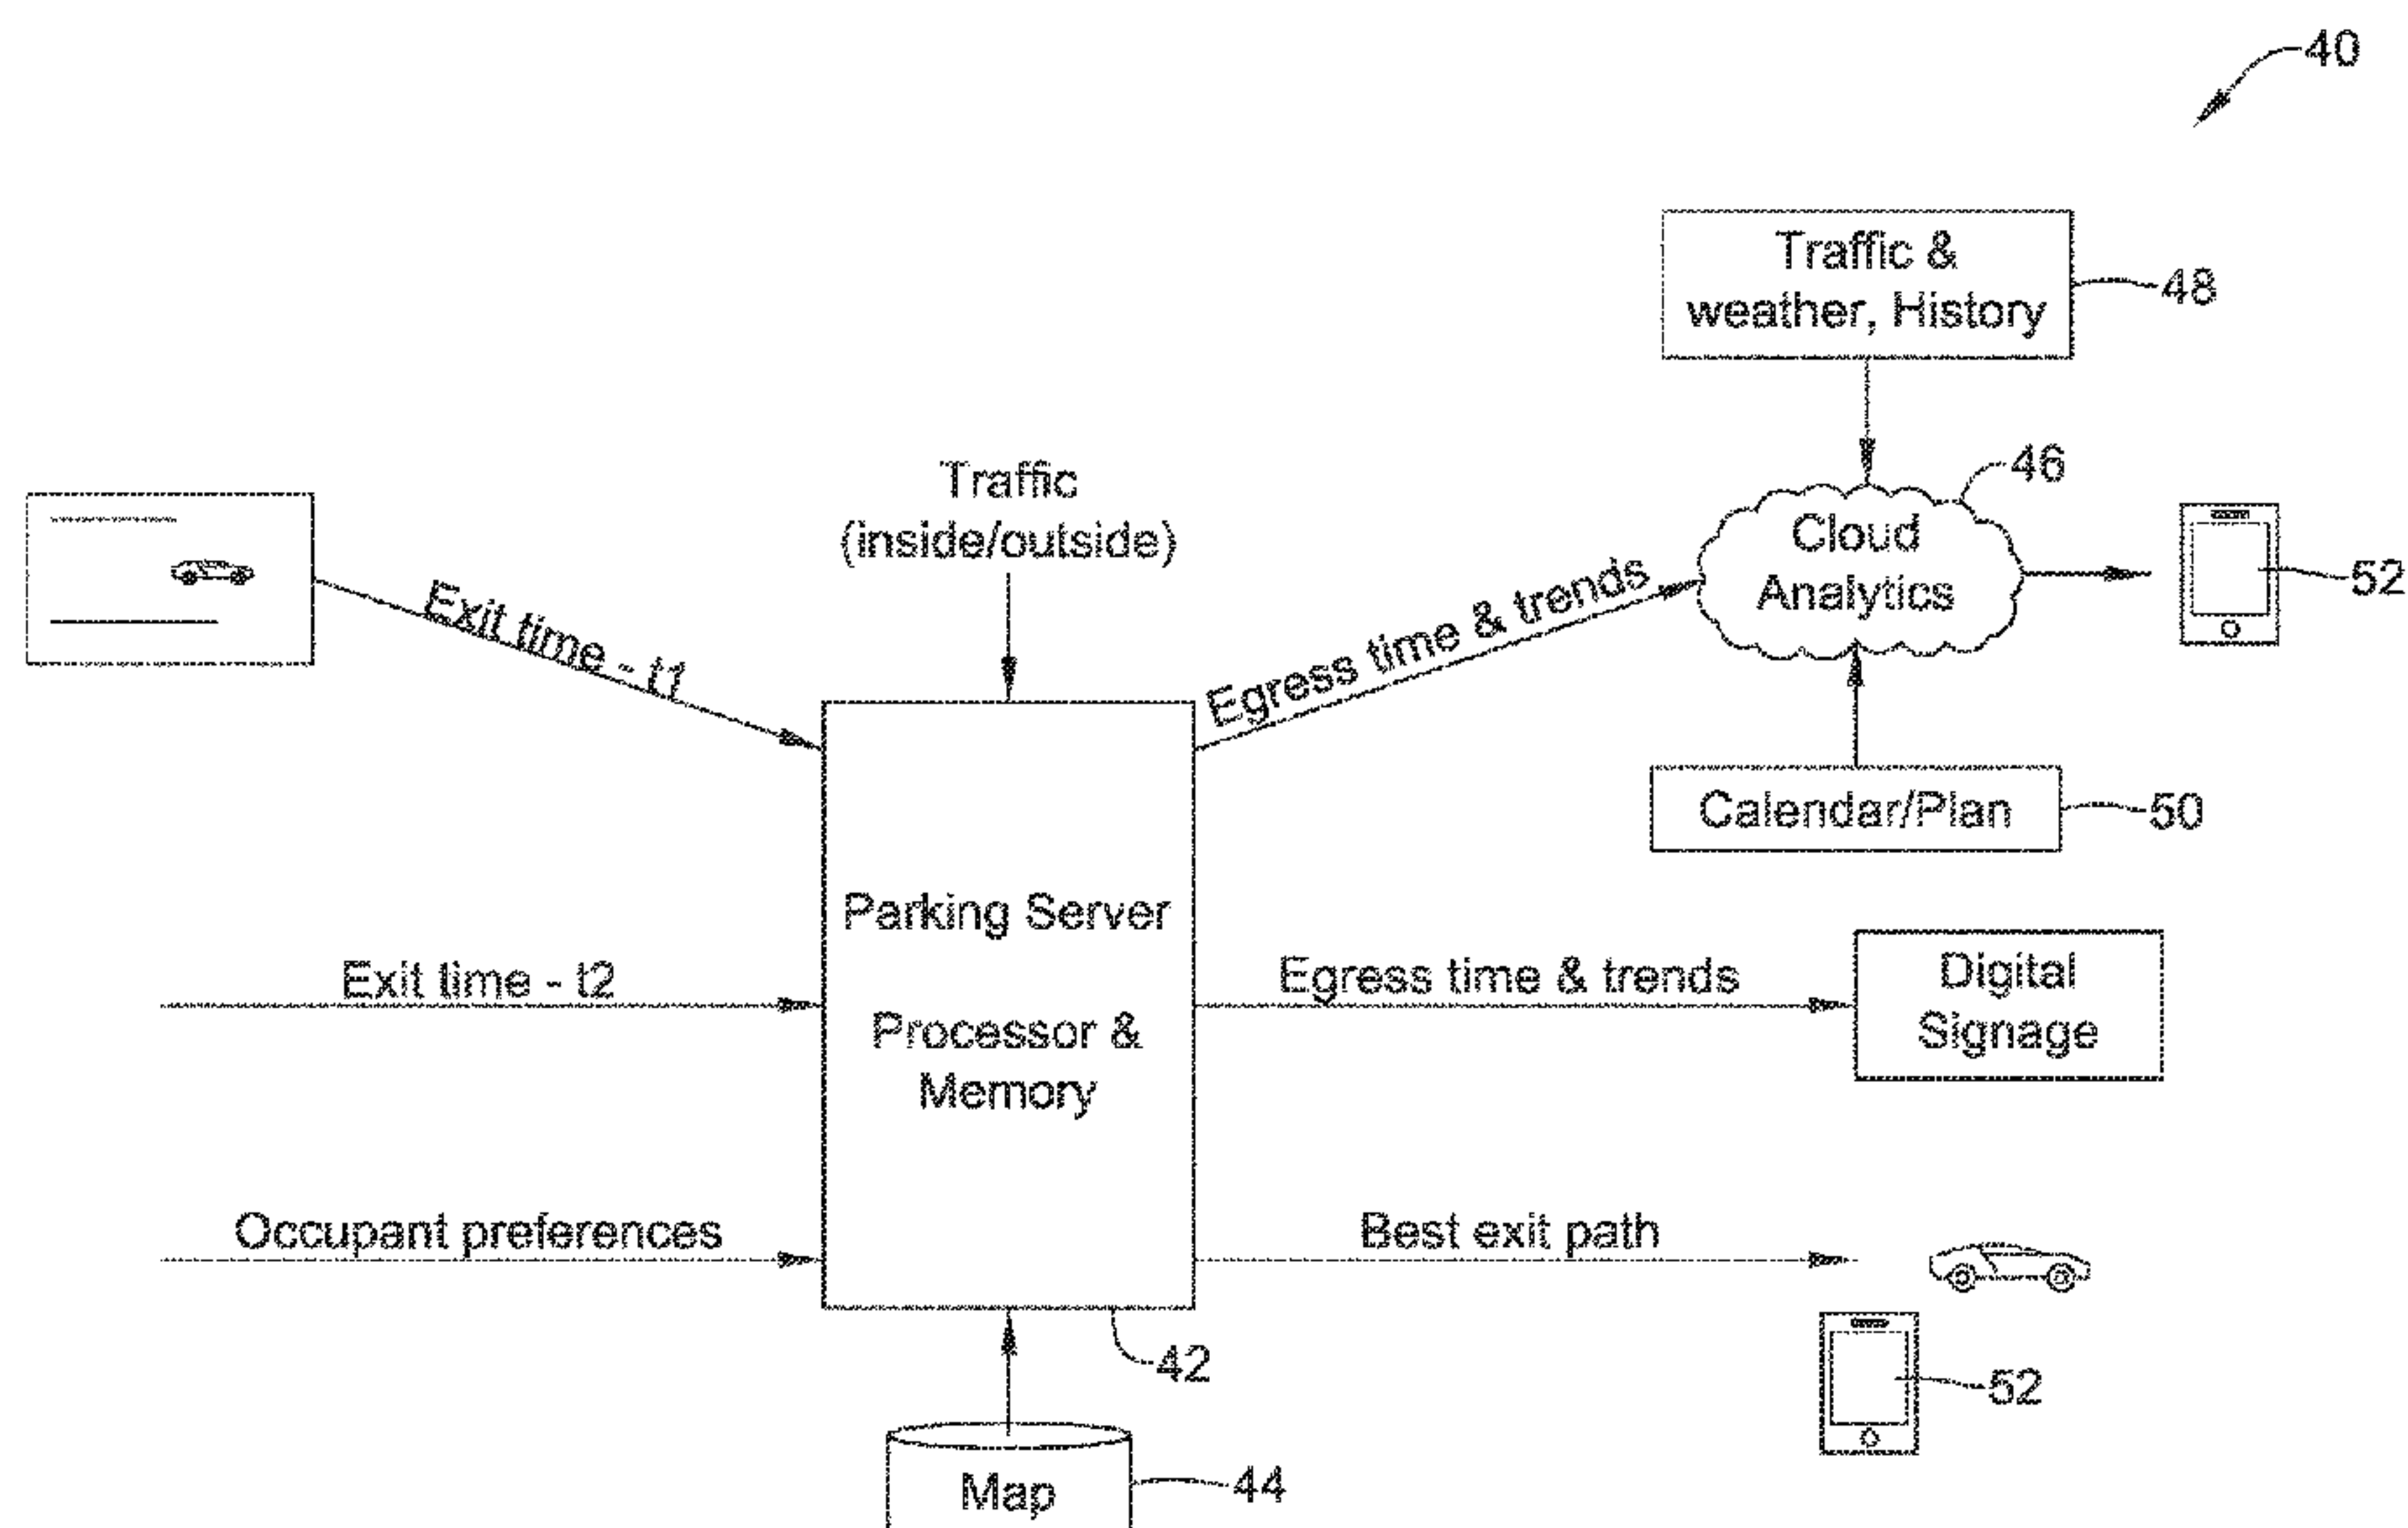 40
Traffic &
weather, History
48
46
Traffic
(inside/outside)
Cloud
Analytics
52
Exit time - t1
Egress time & trends
Calendar/Plan
50
Parking Server
Processor &
Memory
Exit time - t2
Egress time & trends
Digital
Signage
Occupant preferences
Best exit path
42
52
Map
44